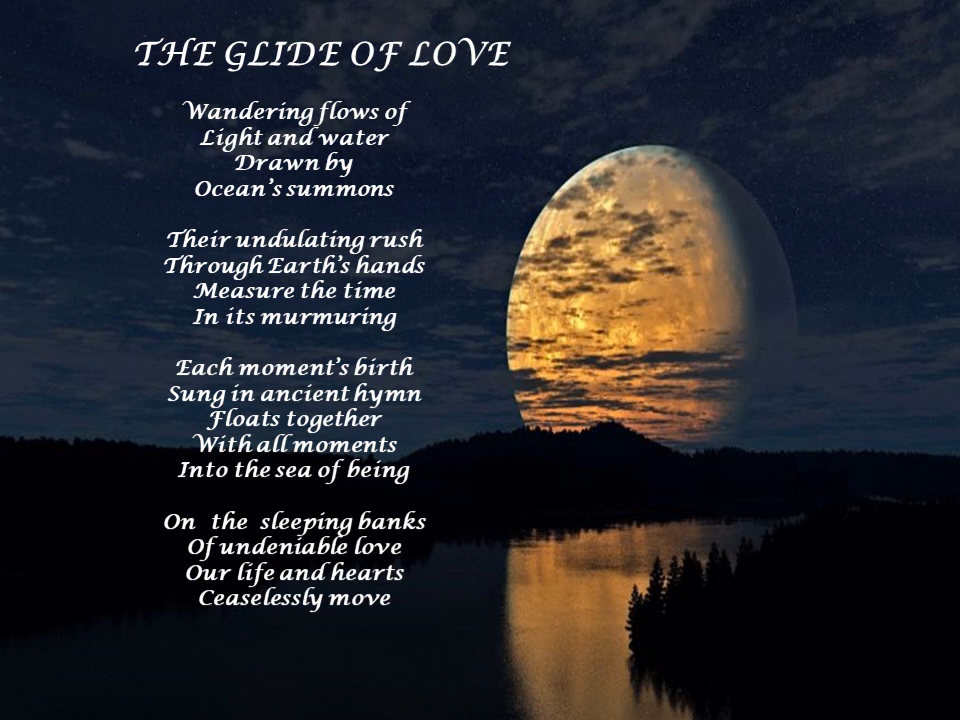 THE GLIDE OF LOVE
Wandering flows of
Light and water
Drawn by
Ocean's summons
Their undulating rush
Through Earth's hands
Measure the time
In its murmuring
Each moment's birth
Sung in ancient hymn
Floats together
With all moments
Into the sea of being
On the sleeping banks
Of undeniable love
Our life and hearts
Ceaselessly move